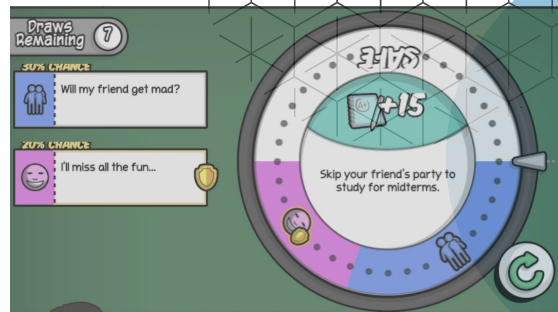 Draws
Remaining
7
30% CHANCE
Will my friend get mad?
20% CHANCE
I'll miss all the fun...
SAFE
A+
+15
Skip your friend's party to
study for midterms.